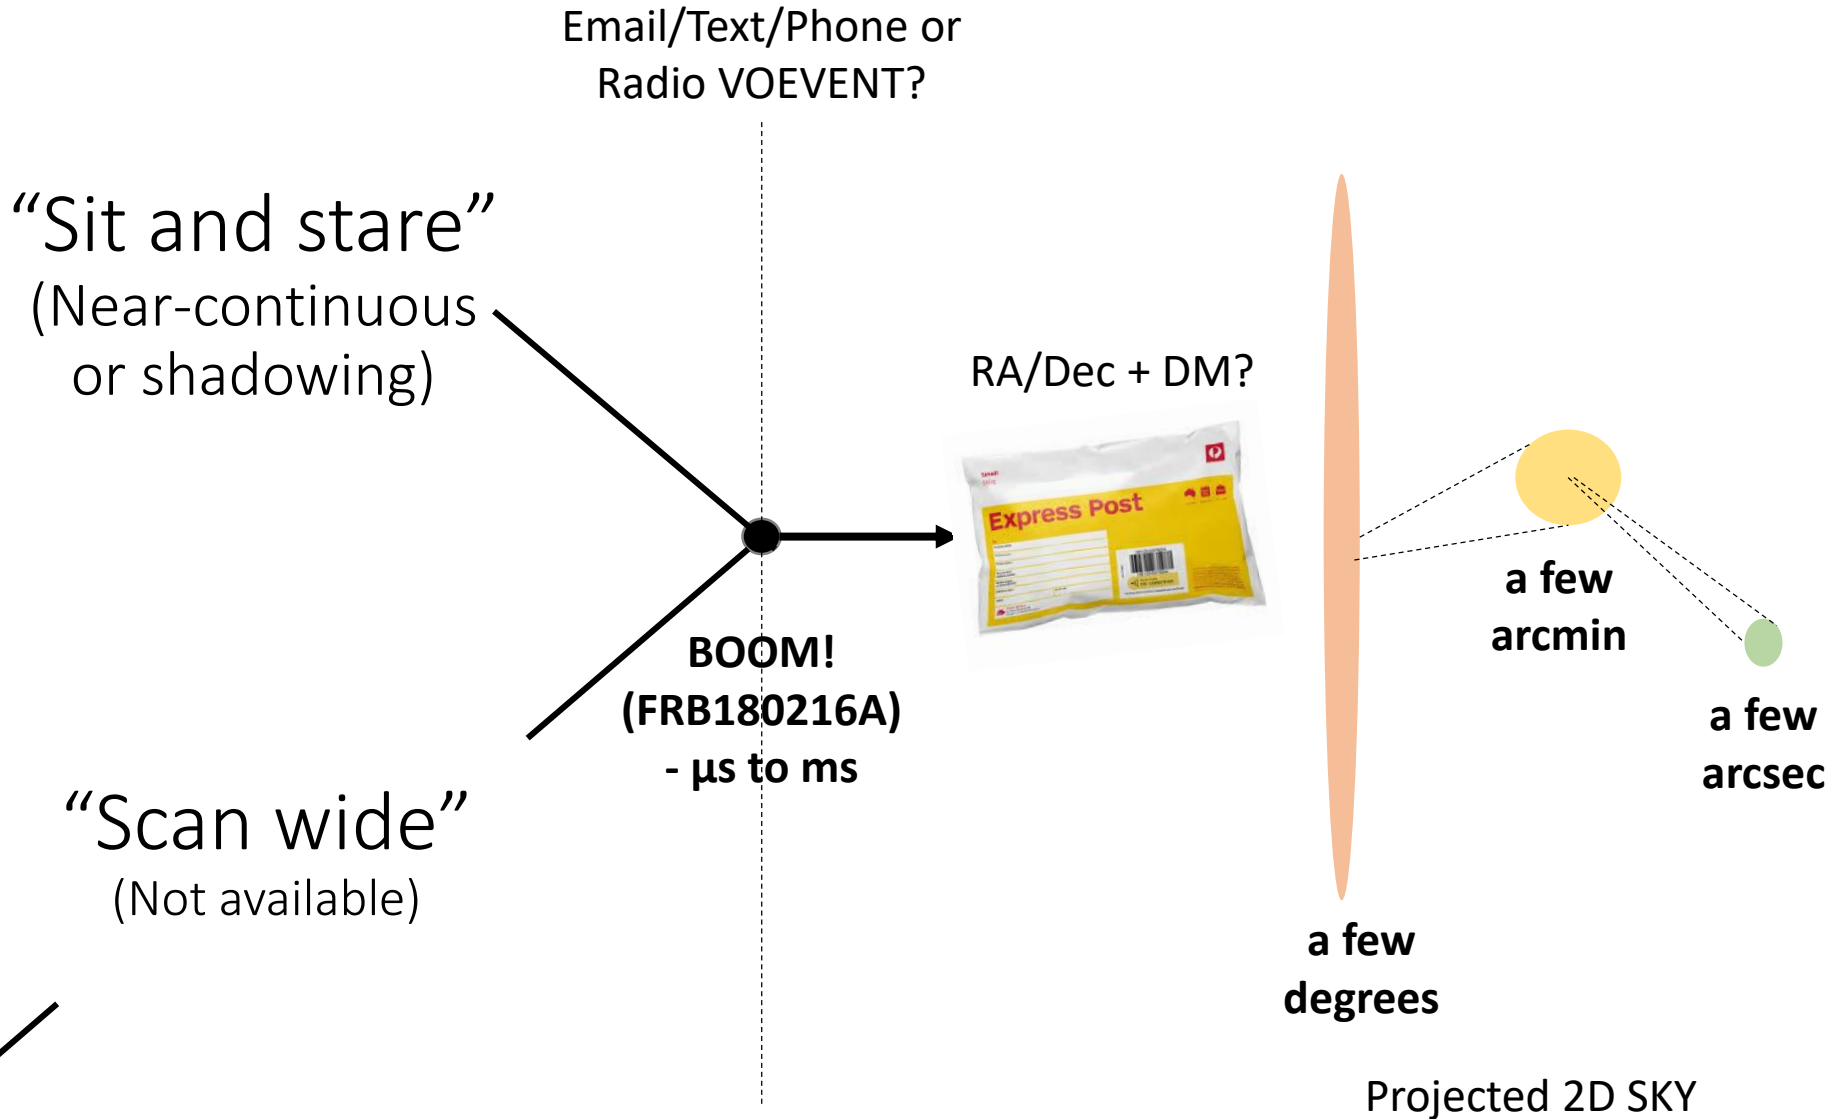 Email/Text/Phone or
Radio VOEVENT?
“Sit and stare”
(Near-continuous
or shadowing)
RA/Dec + DM?
Express Post
BOOM!
(FRB180216A)
- µs to ms
“Scan wide”
(Not available)
a few
degrees
a few
arcmin
a few
arcsec
Projected 2D SKY